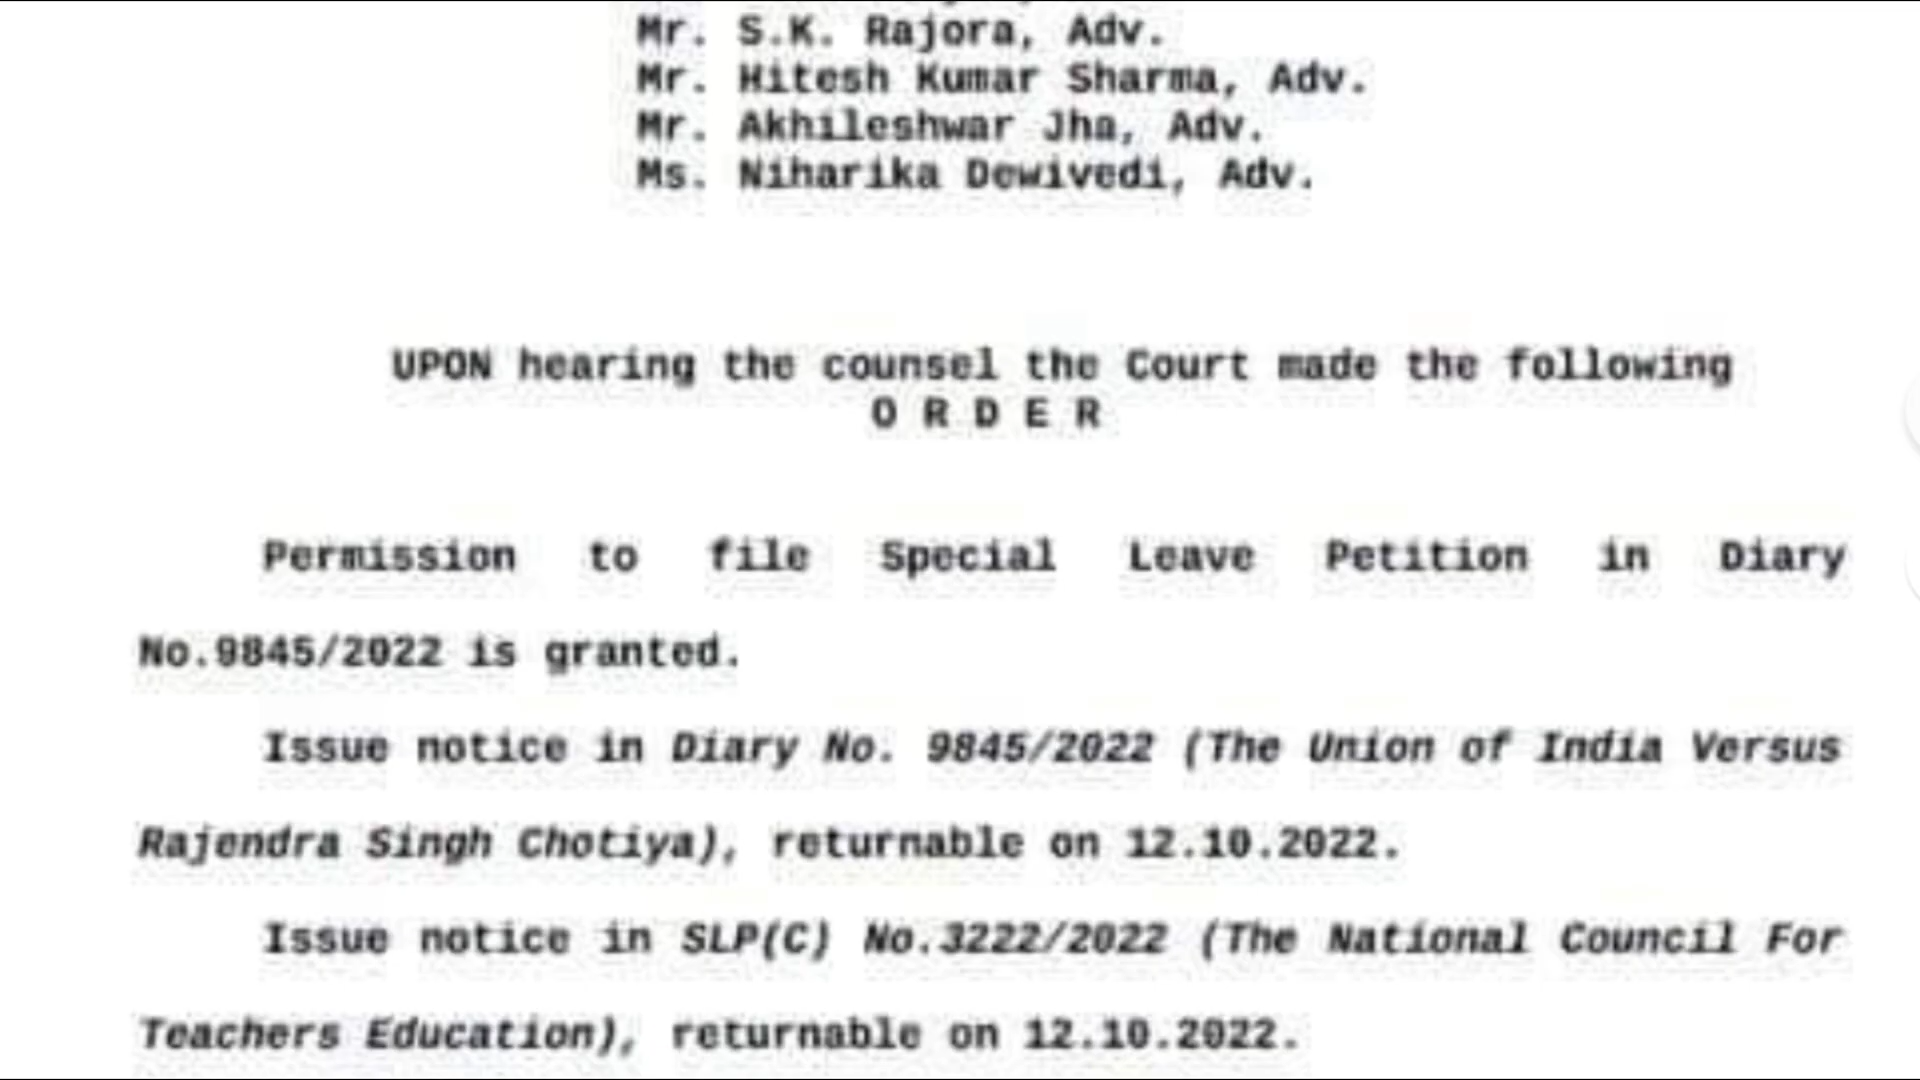 Mr. S.K. Rajora, Adv.
Mr. Hitesh Kumar Sharma, Adv.
Mr. Akhileshwar Jha, Adv.
Ms. Niharika Dewivedi, Adv.
UPON hearing the counsel the Court made the following
O R D E R
Permission to file Special Leave Petition in Diary
No.9845/2022 is granted.
Issue notice in Diary No. 9845/2022 (The Union of India Versus
Rajendra Singh Chotiya), returnable on 12.10.2022.
Issue notice in SLP(C) No.3222/2022 (The National Council For
Teachers Education), returnable on 12.10.2022.